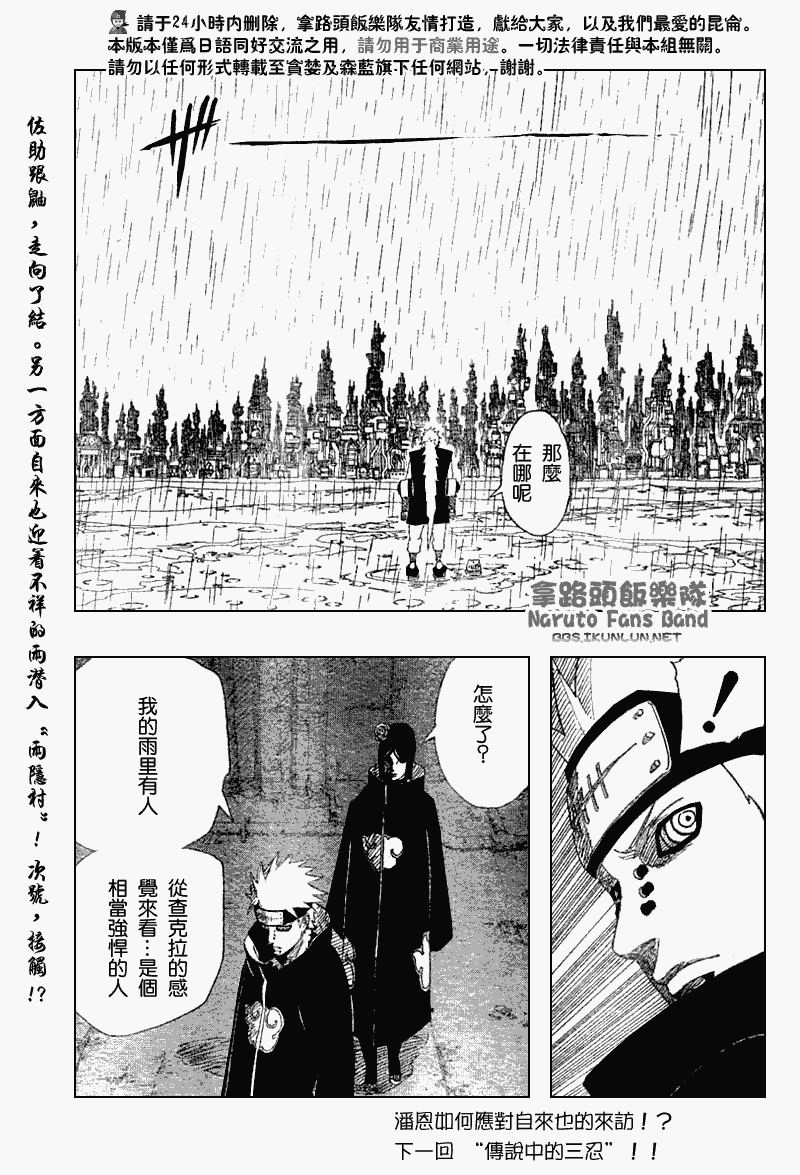 請于24小時內刪除，拿路頭飯樂隊友情打造，獻給大家，以及我們最愛的昆侖。
本版本僅爲日語同好交流之用，請勿用于商業用途。一切法律責任與本組無關。
請勿以任何形式轉載至貪婪及森藍旗下任何網站，謝謝。
佐助跟鼬，走向了結。另一方面自來也迎着不祥的雨潜入〝雨隱村〞！次號，接觸！？
那麼
在哪呢
拿路頭飯樂隊
Naruto Fans Band
BBS.IKUNLUN.NET
！
怎麼了？
我的雨里有人
從查克拉的感
覺來看…是個
相當強悍的人
潘恩如何應對自來也的來訪！？
下一回 “傳說中的三忍”！！